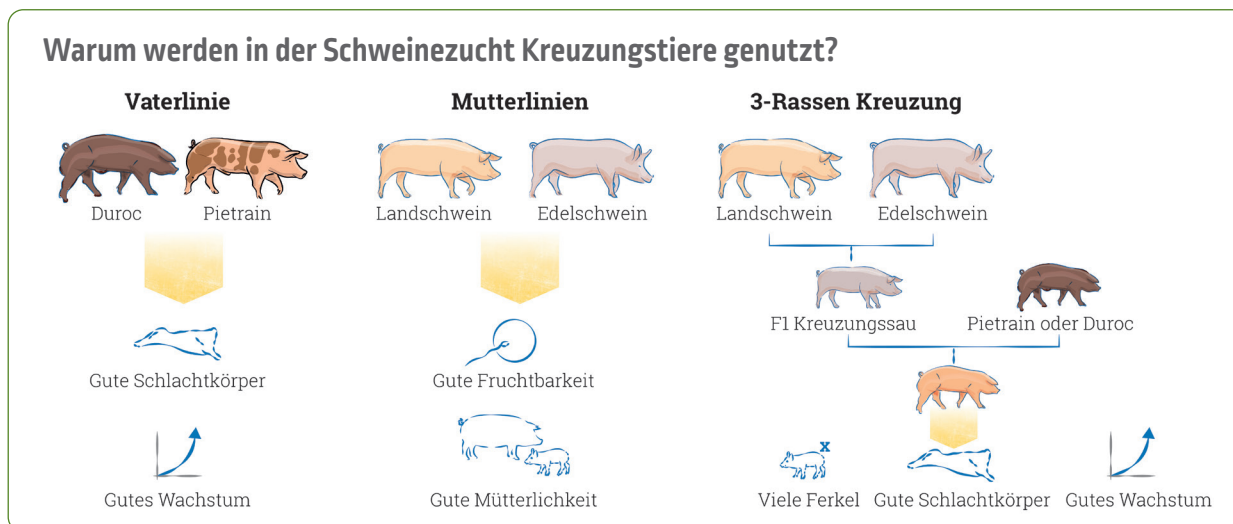 Warum werden in der Schweinezucht Kreuzungstiere genutzt?
Vaterlinie
Duroc
Pietrain
Gute Schlachtkörper
Gutes Wachstum
Mutterlinien
Landschwein
Edelschwein
Gute Fruchtbarkeit
Gute Mütterlichkeit
3-Rassen Kreuzung
Landschwein
Edelschwein
F1 Kreuzungssau
Pietrain oder Duroc
x
Viele Ferkel
Gute Schlachtkörper
Gutes Wachstum